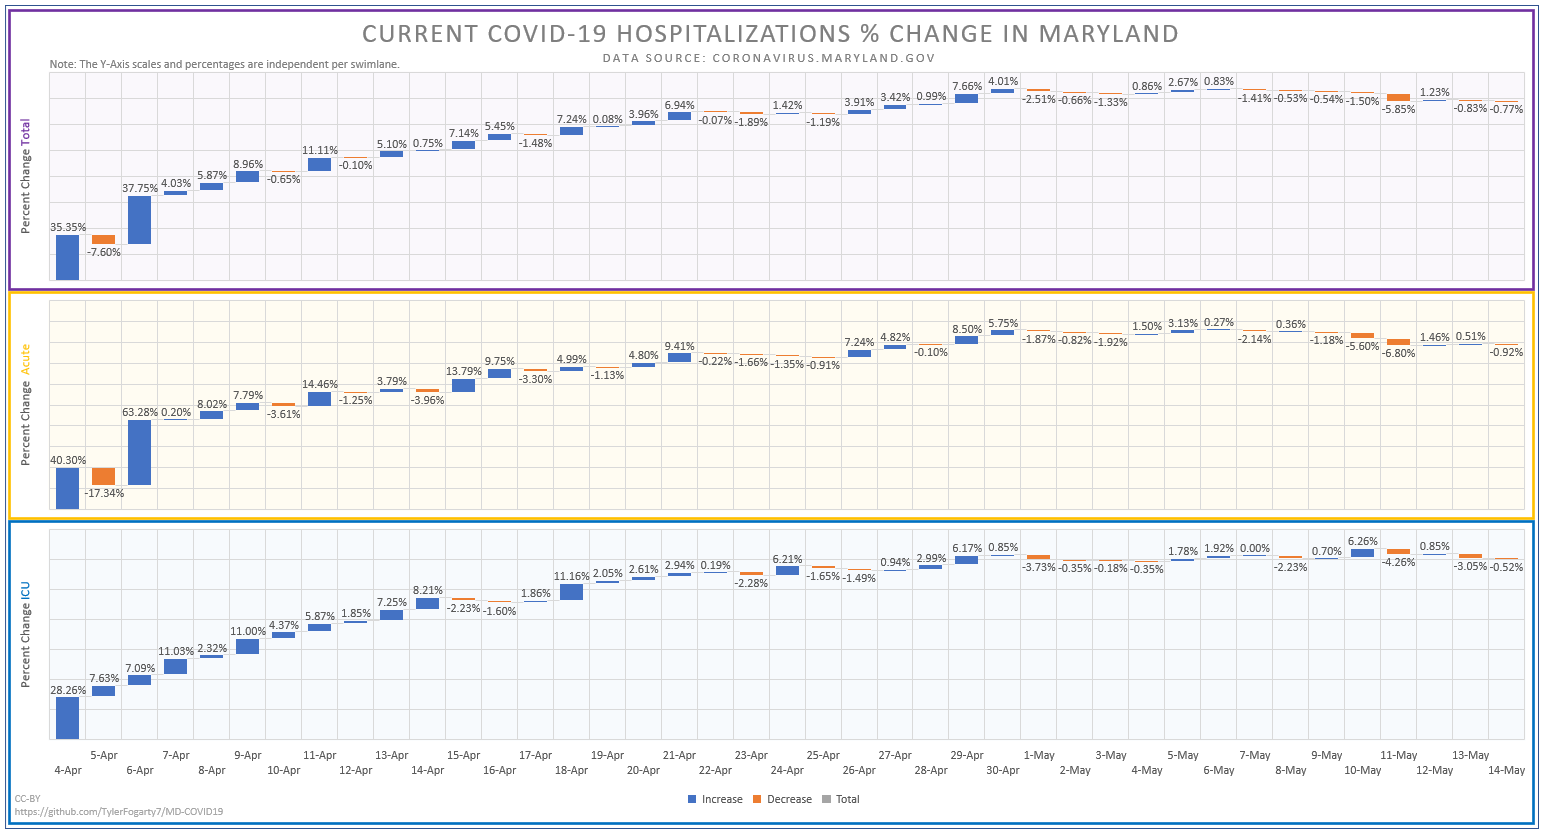 CURRENT COVID-19 HOSPITALIZATIONS % CHANGE IN MARYLAND
DATA SOURCE: CORONAVIRUS.MARYLAND.GOV
Note: The Y-Axis scales and percentages are independent per swimlane.
Percent Change Total
35.35% -7.60% 37.75% 4.03% 5.87% 8.96% -0.65% 11.11% -0.10% 5.10% 0.75% 7.14% 5.45% -1.48% 7.24% 0.08% 3.96% 6.94% -0.07% -1.89% 1.42% -1.19% 3.91% 3.42% 0.99% 7.66% 4.01% -2.51% -0.66% -1.33% 0.86% 2.67% 0.83% -1.41% -0.53% -0.54% -1.50% -5.85% 1.23% -0.83% -0.77%
Percent Change Acute
40.30% -17.34% 63.28% 0.20% 8.02% 7.79% -3.61% 14.46% -1.25% 3.79% -3.96% 13.79% 9.75% -3.30% 4.99% -1.13% 4.80% 9.41% -0.22% -1.66% -1.35% -0.91% 7.24% 4.82% -0.10% 8.50% 5.75% -1.87% -0.82% -1.92% 1.50% 3.13% 0.27% -2.14% 0.36% -1.18% -5.60% -6.80% 1.46% 0.51% -0.92%
Percent Change ICU
28.26% 7.63% 7.09% 11.03% 2.32% 11.00% 4.37% 5.87% 1.85% 7.25% 8.21% -2.23% -1.60% 1.86% 11.16% 2.05% 2.61% 2.94% 0.19% -2.28% 6.21% -1.65% -1.49% 0.94% 2.99% 6.17% 0.85% -3.73% -0.35% -0.18% -0.35% 1.78% 1.92% 0.00% -2.23% 0.70% 6.26% -4.26% 0.85% -3.05% -0.52%
5-Apr 7-Apr 9-Apr 11-Apr 13-Apr 15-Apr 17-Apr 19-Apr 21-Apr 23-Apr 25-Apr 27-Apr 29-Apr 1-May 3-May 5-May 7-May 9-May 11-May 13-May
4-Apr 6-Apr 8-Apr 10-Apr 12-Apr 14-Apr 16-Apr 18-Apr 20-Apr 22-Apr 24-Apr 26-Apr 28-Apr 30-Apr 2-May 4-May 6-May 8-May 10-May 12-May 14-May
Increase Decrease Total
CC-BY
https://github.com/TylerFogarty7/MD-COVID19